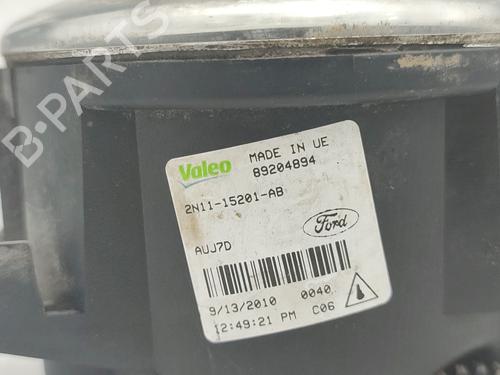 B-PARTS
Valeo MADE IN UE
89204894
2N11-15201-AB
Ford
AUJ7D
9/13/2010 0040
12:49:21 PM C06